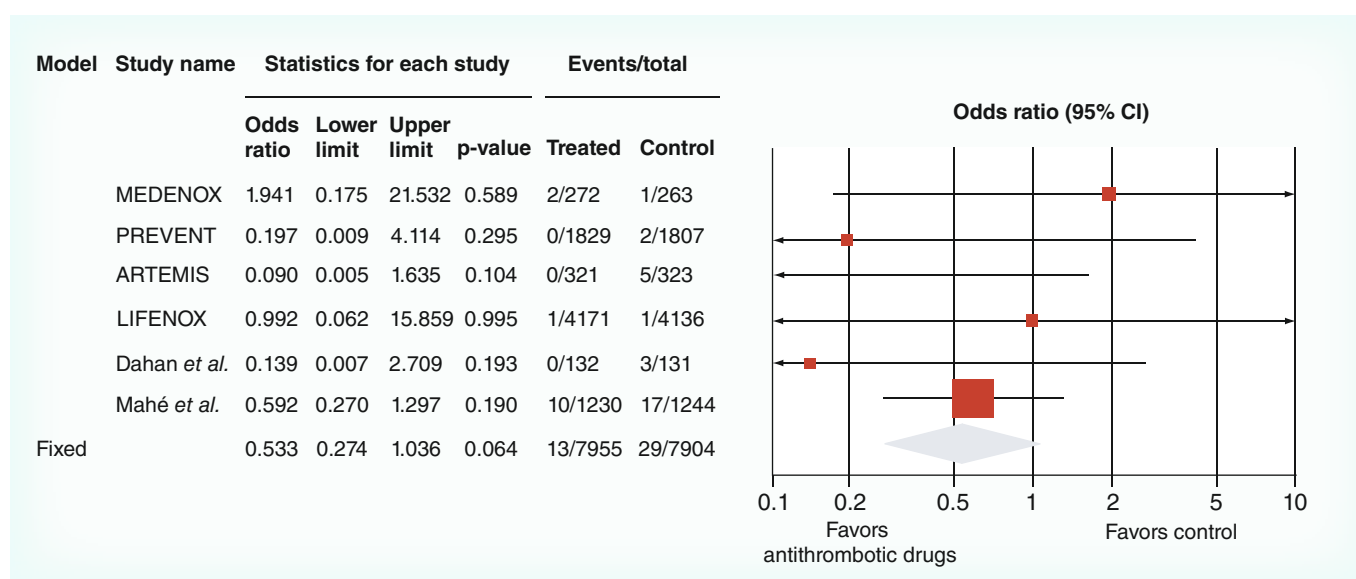 Model Study name Statistics for each study Events/total
Odds ratio Lower limit Upper limit p-value Treated Control
MEDENOX 1.941 0.175 21.532 0.589 2/272 1/263
PREVENT 0.197 0.009 4.114 0.295 0/1829 2/1807
ARTEMIS 0.090 0.005 1.635 0.104 0/321 5/323
LIFENOX 0.992 0.062 15.859 0.995 1/4171 1/4136
Dahan et al. 0.139 0.007 2.709 0.193 0/132 3/131
Mahé et al. 0.592 0.270 1.297 0.190 10/1230 17/1244
Fixed 0.533 0.274 1.036 0.064 13/7955 29/7904
Odds ratio (95% CI)
0.1 0.2 0.5 1 2 5 10
Favors
antithrombotic drugs
Favors control